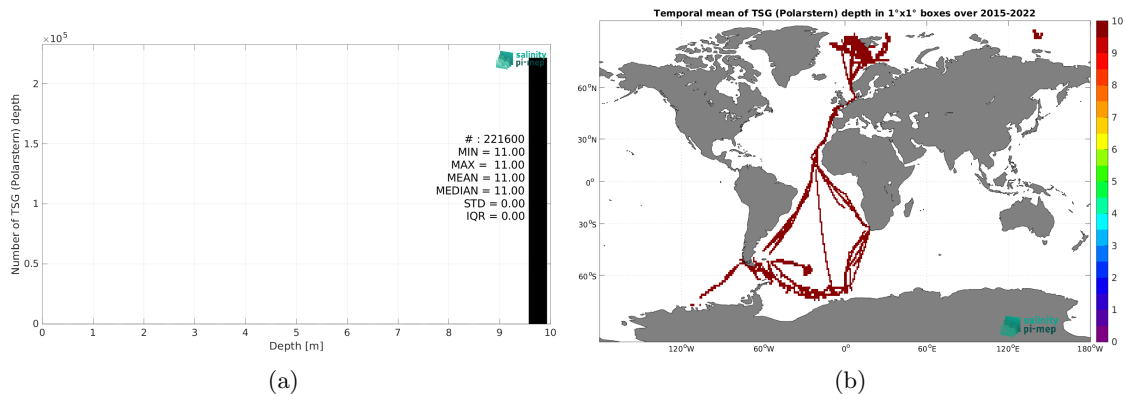 ×10⁵
salinity
pi-mep
Number of TSG (Polarstern) depth
2
1.5
1
0.5
0
# : 221600
MIN = 11.00
MAX = 11.00
MEAN = 11.00
MEDIAN = 11.00
STD = 0.00
IQR = 0.00
0 1 2 3 4 5 6 7 8 9 10
Depth [m]
(a)
Temporal mean of TSG (Polarstern) depth in 1°x1° boxes over 2015-2022
60°N
30°N
0°
30°S
60°S
120°W 60°W 0° 60°E 120°E 180°W
salinity
pi-mep
10
9
8
7
6
5
4
3
2
1
0
(b)